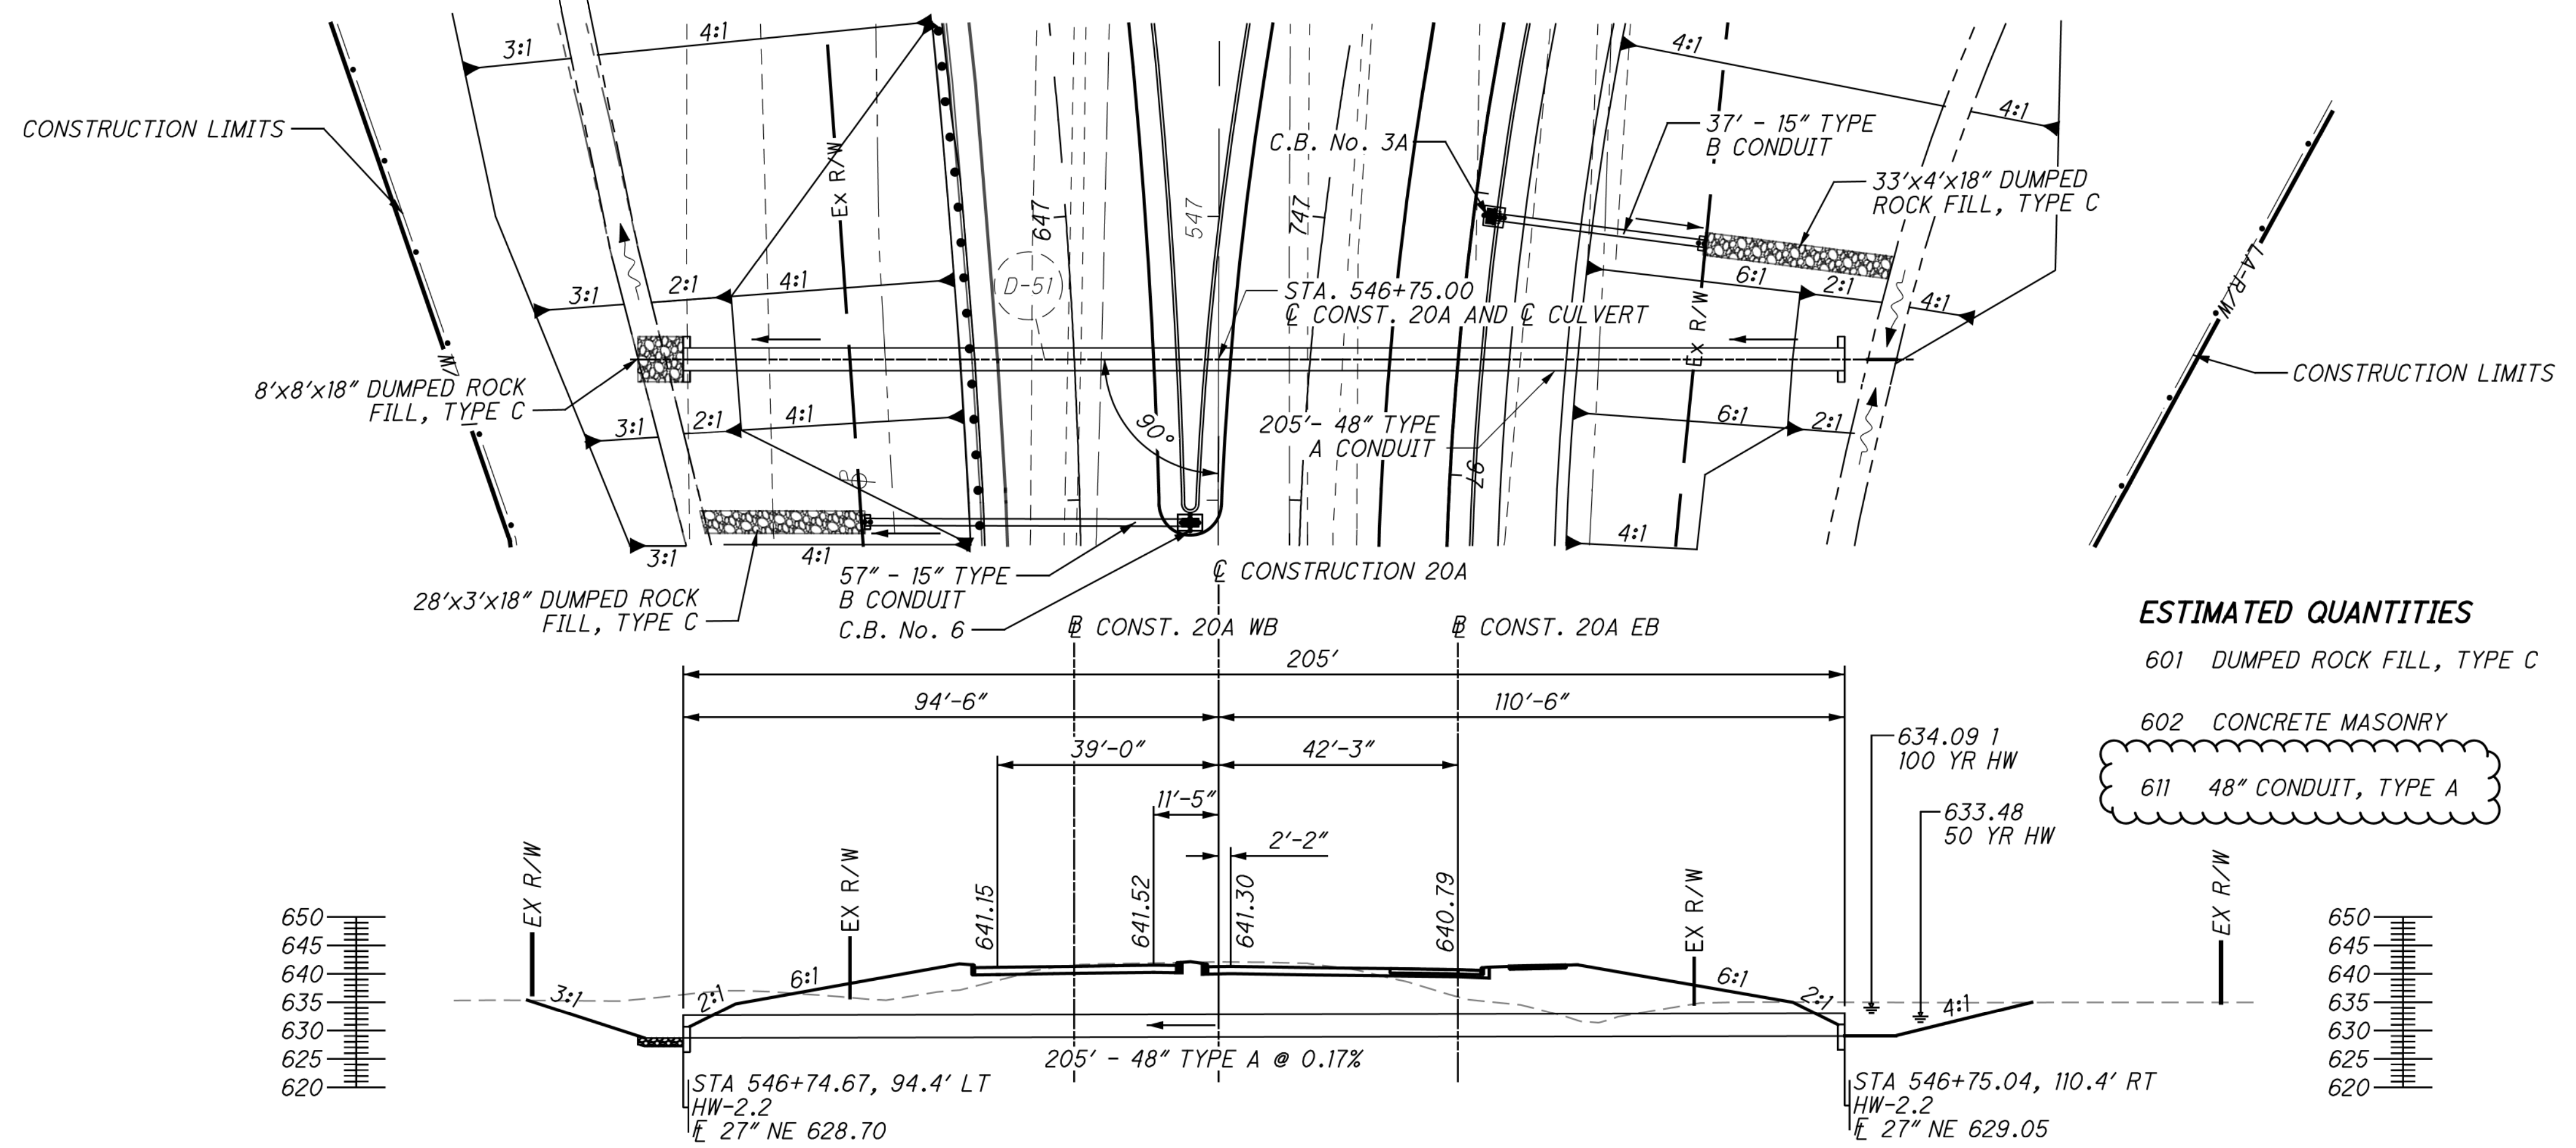 3:1
4:1
CONSTRUCTION LIMITS
Ex R/W
647
547
747
C.B. No. 3A
37' - 15" TYPE
B CONDUIT
4:1
4:1
33'x4'x18" DUMPED
ROCK FILL, TYPE C
LA-R/W
3:1
2:1
4:1
D-51
STA. 546+75.00
℄ CONST. 20A AND ℄ CULVERT
6:1
2:1
4:1
Ex R/W
8'x8'x18" DUMPED ROCK
FILL, TYPE C
CONSTRUCTION LIMITS
3:1
2:1
4:1
90°
205'- 48" TYPE
A CONDUIT
97
6:1
2:1
3:1
4:1
4:1
28'x3'x18" DUMPED ROCK
FILL, TYPE C
57" - 15" TYPE
B CONDUIT
C.B. No. 6
℄ CONSTRUCTION 20A
B̵ CONST. 20A WB
B̵ CONST. 20A EB
ESTIMATED QUANTITIES
601 DUMPED ROCK FILL, TYPE C
602 CONCRETE MASONRY
611 48" CONDUIT, TYPE A
205'
94'-6"
110'-6"
39'-0"
42'-3"
11'-5"
2'-2"
634.09 1
100 YR HW
633.48
50 YR HW
EX R/W
EX R/W
641.15
641.52
641.30
640.79
EX R/W
EX R/W
650
645
640
635
630
625
620
3:1
2:1
6:1
6:1
2:1
4:1
650
645
640
635
630
625
620
205' - 48" TYPE A @ 0.17%
STA 546+74.67, 94.4' LT
HW-2.2
27" NE 628.70
STA 546+75.04, 110.4' RT
HW-2.2
27" NE 629.05